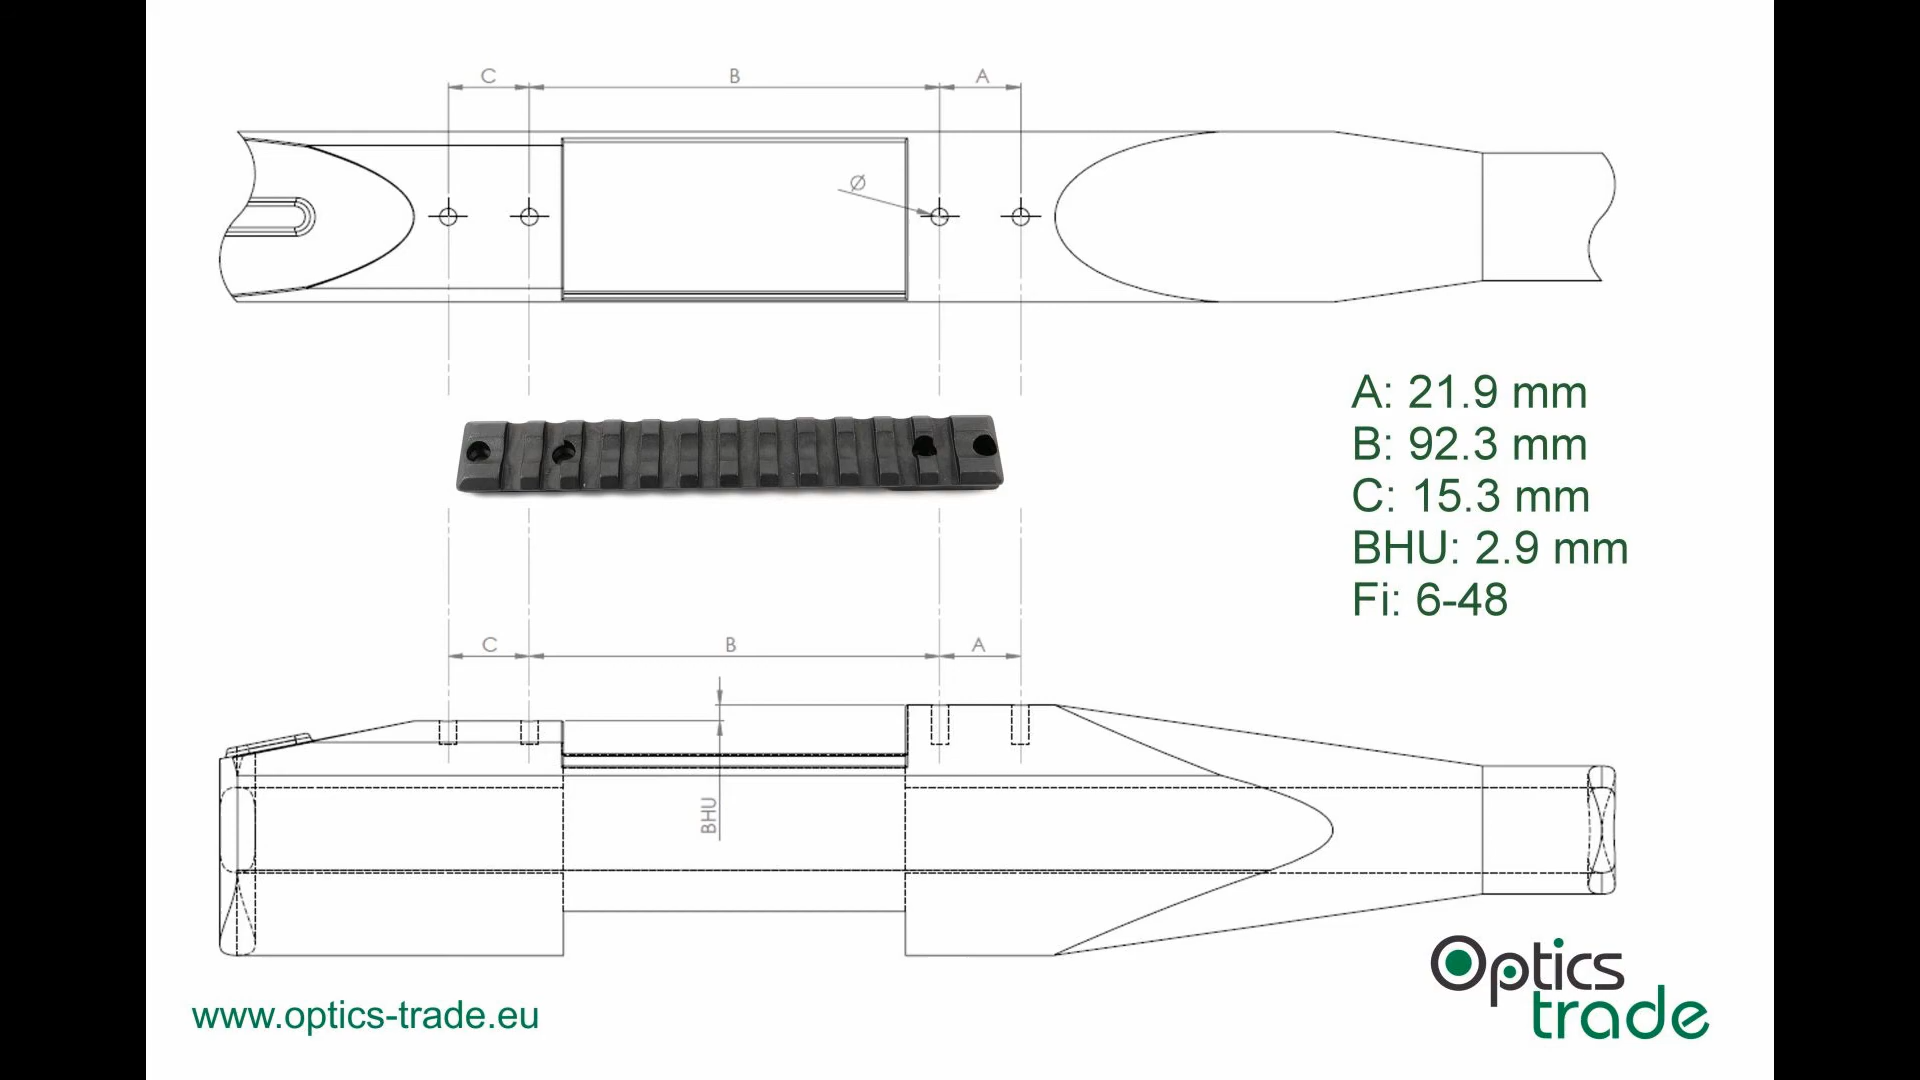 C B A
Ø
A: 21.9 mm
B: 92.3 mm
C: 15.3 mm
BHU: 2.9 mm
Fi: 6-48
C B A
BHU
www.optics-trade.eu
Optics
trade